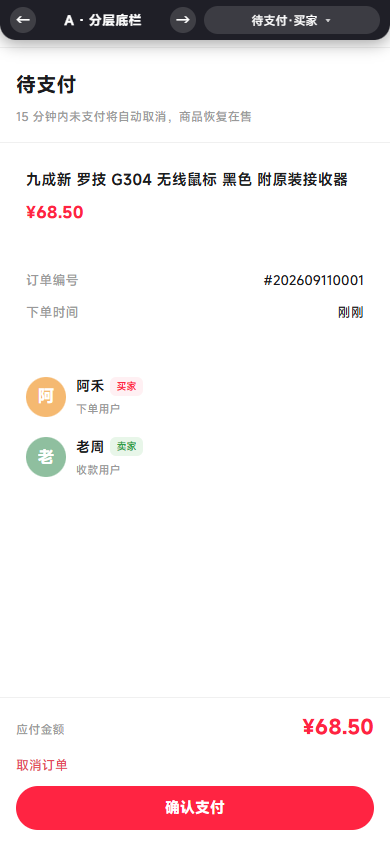 ← A · 分层底栏 → 待支付·买家
待支付
15 分钟内未支付将自动取消，商品恢复在售
九成新 罗技 G304 无线鼠标 黑色 附原装接收器
¥68.50
订单编号 #202609110001
下单时间 刚刚
阿 阿禾 买家
下单用户
老 老周 卖家
收款用户
应付金额 ¥68.50
取消订单
确认支付